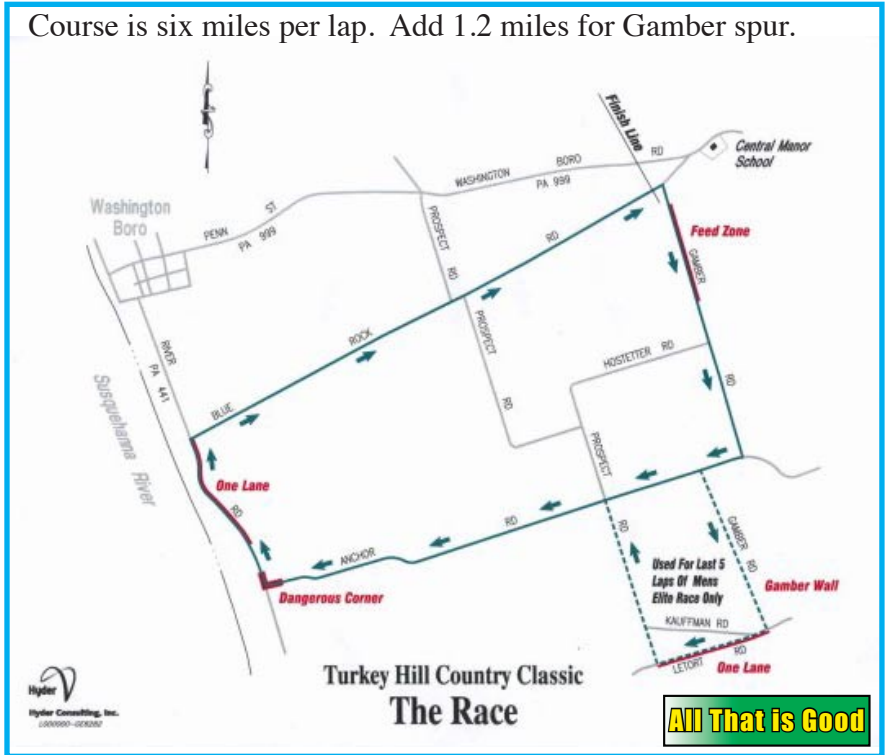 Course is six miles per lap. Add 1.2 miles for Gamber spur.
Finish Line
Central Manor
School
WASHINGTON BORO RD
PA 999
Washington
Boro
PENN ST
PA 999
PROSPECT RD
Feed Zone
GAMBER RD
BLUE ROCK RD
PROSPECT RD
HOSTETTER RD
RIVER RD
PA 441
Susquehanna River
One Lane
PROSPECT RD
ANCHOR RD
Dangerous Corner
GAMBER RD
Gamber Wall
Used For Last 5
Laps Of Mens
Elite Race Only
KAUFFMAN RD
LETORT RD
One Lane
Turkey Hill Country Classic
The Race
Hyder
Hyder Consulting, Inc.
All That is Good